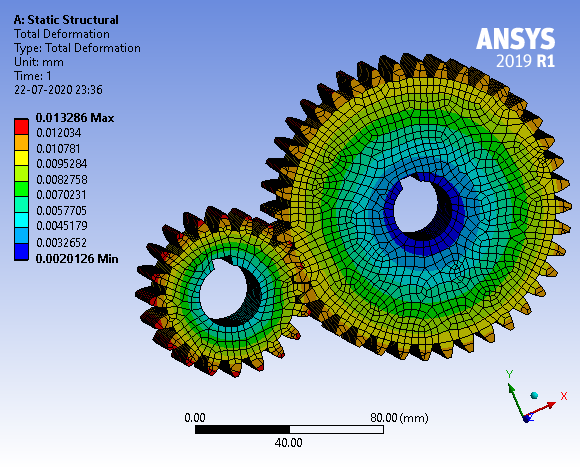 A: Static Structural
Total Deformation
Type: Total Deformation
Unit: mm
Time: 1
22-07-2020 23:36
ANSYS
2019 R1
0.013286 Max
0.012034
0.010781
0.0095284
0.0082758
0.0070231
0.0057705
0.0045179
0.0032652
0.0020126 Min
0.00
80.00 (mm)
40.00
Y
X
Z